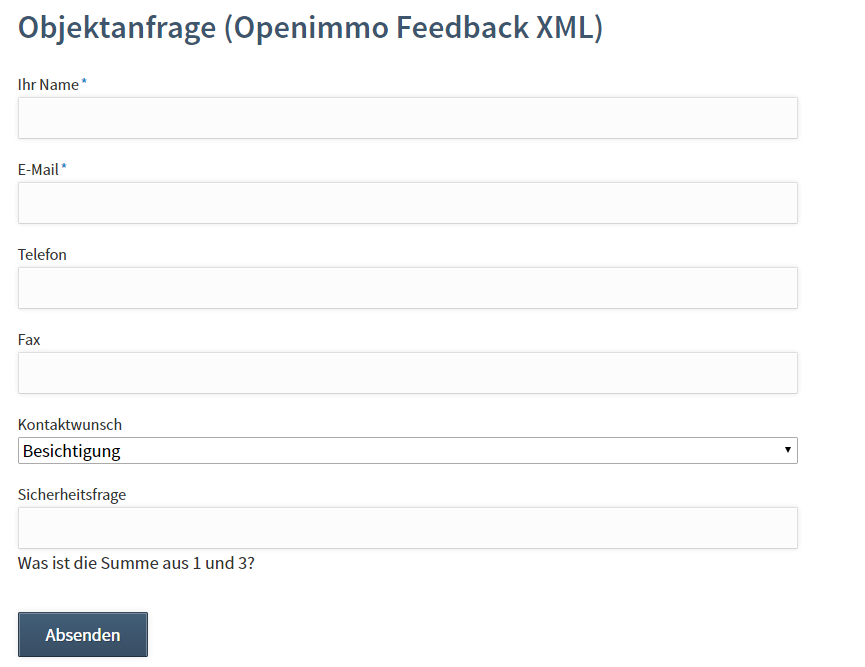 Objektanfrage (Openimmo Feedback XML)
Ihr Name*
E-Mail*
Telefon
Fax
Kontaktwunsch
Besichtigung
Sicherheitsfrage
Was ist die Summe aus 1 und 3?
Absenden